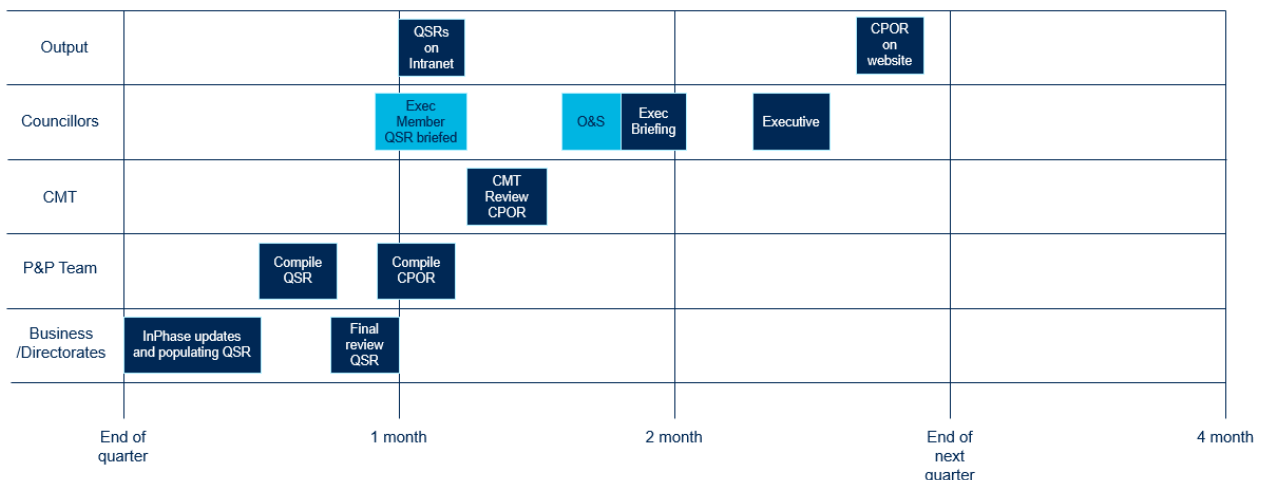 Output
QSRs
on
Intranet
CPOR
on
website
Councillors
Exec
Member
QSR briefed
O&S
Exec
Briefing
Executive
CMT
CMT
Review
CPOR
P&P Team
Compile
QSR
Compile
CPOR
Business
/Directorates
InPhase updates
and populating QSR
Final
review
QSR
End of
quarter
1 month
2 month
End of
next
quarter
4 month